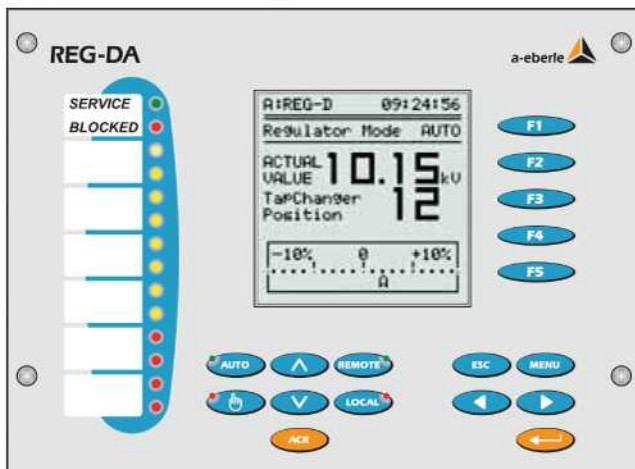 REG-DA
a-eberle
SERVICE
BLOCKED
A:REG-D 09:24:56
Regulator Mode AUTO
ACTUAL VALUE 10.15 kV
TapChanger Position 12
-10% 0 +10%
A
F1
F2
F3
F4
F5
AUTO
REMOTE
LOCAL
ACK
ESC
MENU